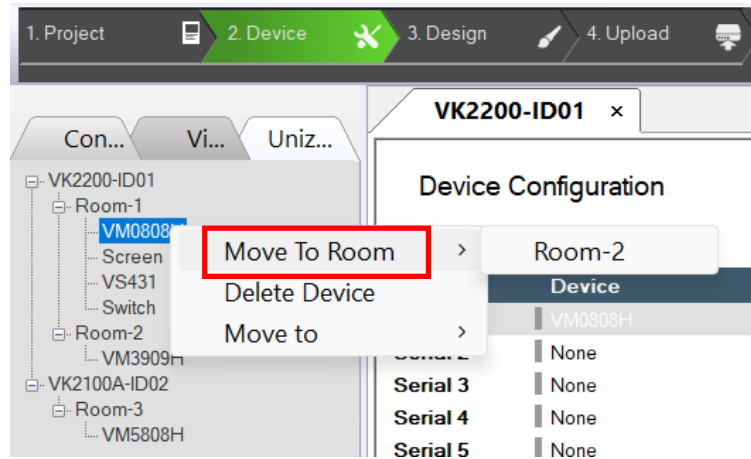 1. Project
2. Device
3. Design
4. Upload
Con...
Vi...
Uniz...
VK2200-ID01
Room-1
VM0808H
Screen
VS431
Switch
Room-2
VM3909H
VK2100A-ID02
Room-3
VM5808H
Move To Room
Delete Device
Move to
Room-2
VK2200-ID01 ×
Device Configuration
Device
VM0808H
Serial 2 None
Serial 3 None
Serial 4 None
Serial 5 None